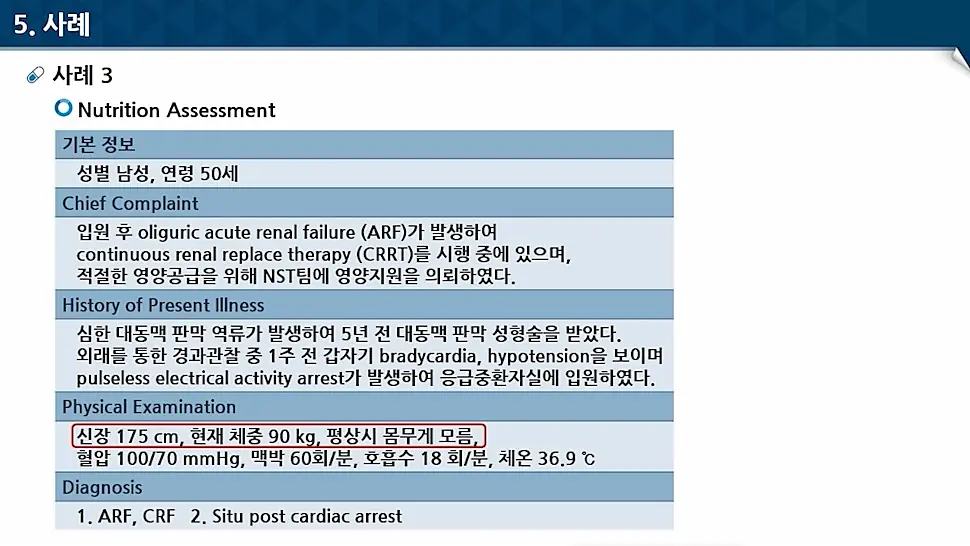 5. 사례
사례 3
Nutrition Assessment
기본 정보
성별 남성, 연령 50세
Chief Complaint
입원 후 oliguric acute renal failure (ARF)가 발생하여
continuous renal replace therapy (CRRT)를 시행 중에 있으며,
적절한 영양공급을 위해 NST팀에 영양지원을 의뢰하였다.
History of Present Illness
심한 대동맥 판막 역류가 발생하여 5년 전 대동맥 판막 성형술을 받았다.
외래를 통한 경과관찰 중 1주 전 갑자기 bradycardia, hypotension을 보이며
pulseless electrical activity arrest가 발생하여 응급중환자실에 입원하였다.
Physical Examination
신장 175 cm, 현재 체중 90 kg, 평상시 몸무게 모름,
혈압 100/70 mmHg, 맥박 60회/분, 호흡수 18 회/분, 체온 36.9 ℃
Diagnosis
1. ARF, CRF 2. Situ post cardiac arrest